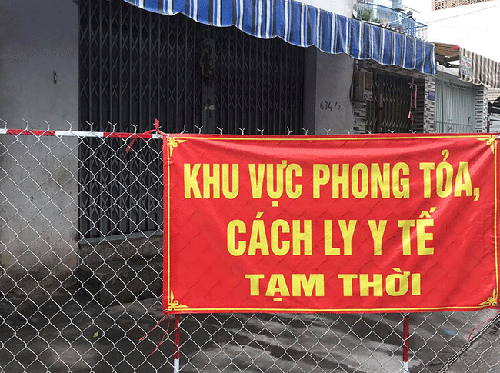 KHU VỰC PHONG TỎA,
CÁCH LY Y TẾ
TẠM THỜI